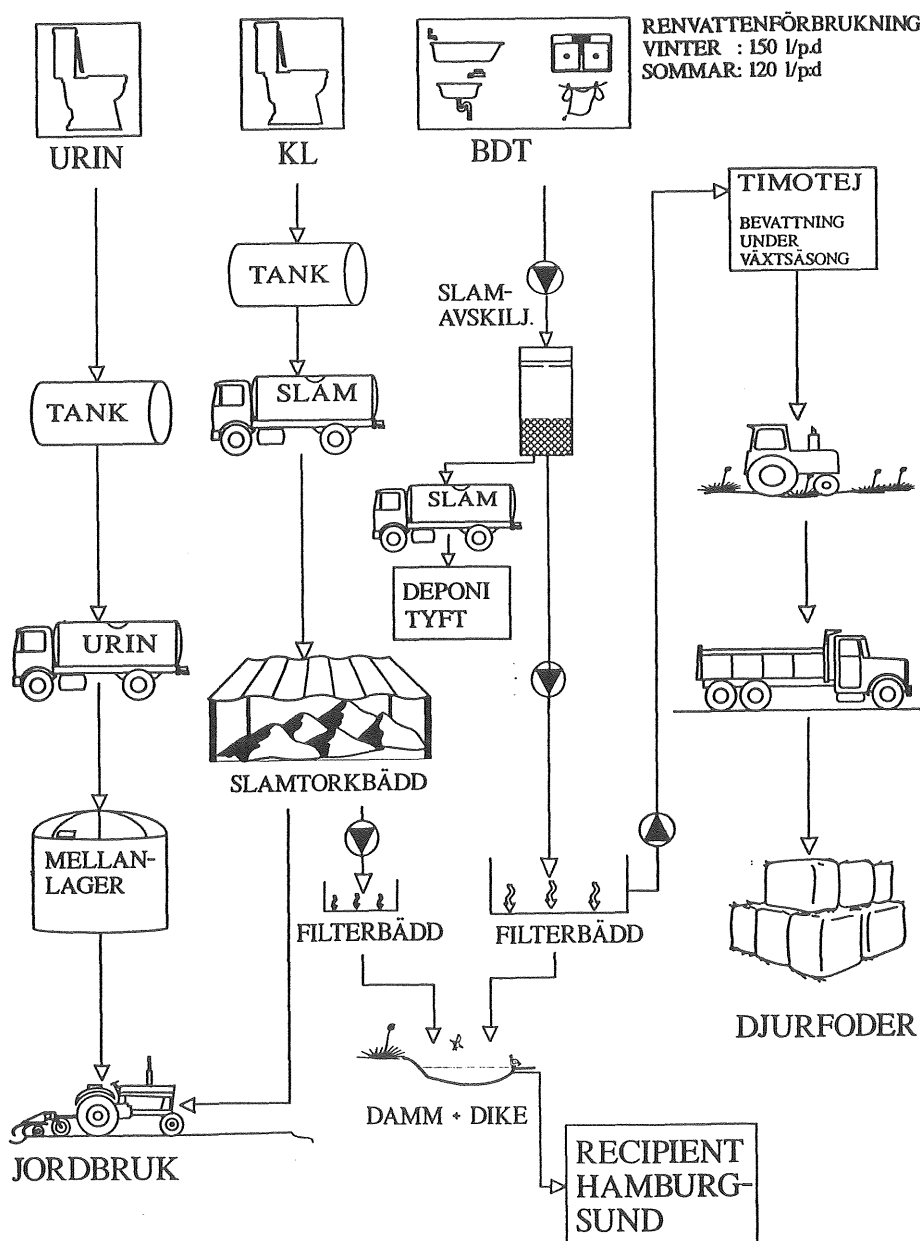 RENVATTENFÖRBRUKNING
VINTER : 150 l/p.d
SOMMAR: 120 l/p:d
URIN
KL
BDT
TIMOTEJ
BEVATTNING
UNDER
VÄXTSÄSONG
TANK
SLAM-
AVSKILJ.
TANK
SLAM
SLAM
DEPONI
TYFT
URIN
SLAMTORKBÄDD
MELLAN-
LAGER
FILTERBÄDD
FILTERBÄDD
DJURFODER
DAMM + DIKE
JORDBRUK
RECIPIENT
HAMBURG-
SUND